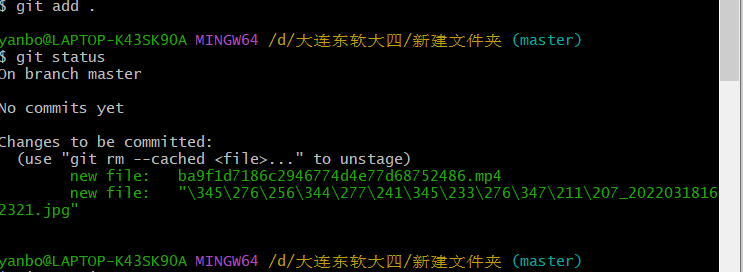 $ git add .
yanbo@LAPTOP-K43SK90A MINGW64 /d/大连东软大四/新建文件夹 (master)
$ git status
On branch master
No commits yet
Changes to be committed:
(use "git rm --cached <file>..." to unstage)
new file:   ba9f1d7186c2946774d4e77d68752486.mp4
new file:   "\345\276\256\344\277\241\345\233\276\347\211\207_2022031816
2321.jpg"
yanbo@LAPTOP-K43SK90A MINGW64 /d/大连东软大四/新建文件夹 (master)